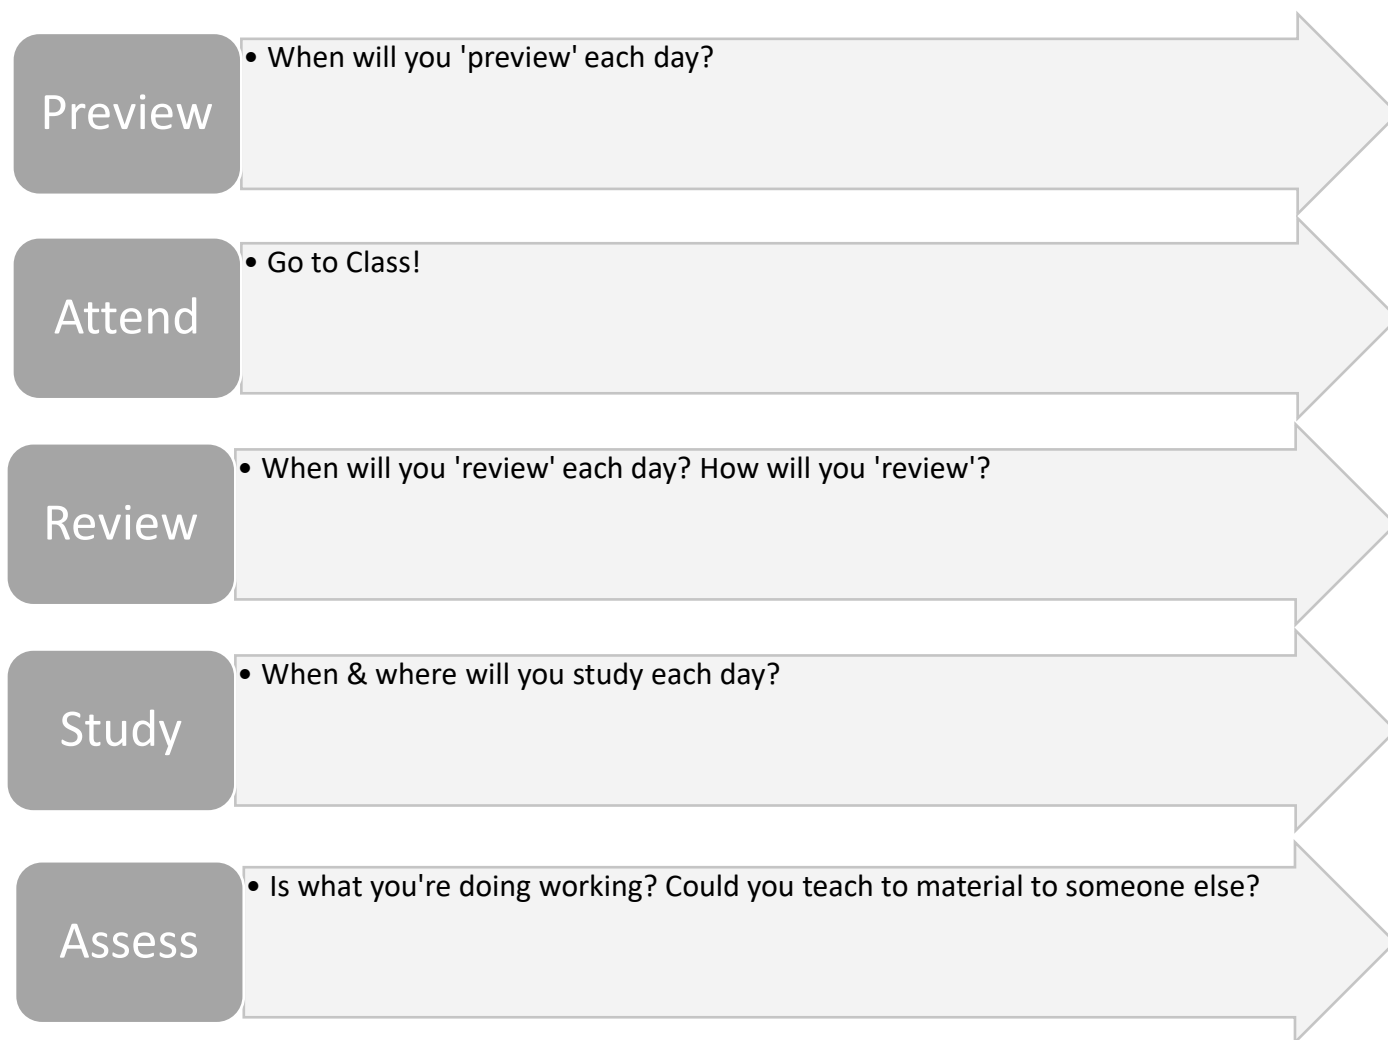 Preview
• When will you 'preview' each day?
Attend
• Go to Class!
Review
• When will you 'review' each day? How will you 'review'?
Study
• When & where will you study each day?
Assess
• Is what you're doing working? Could you teach to material to someone else?